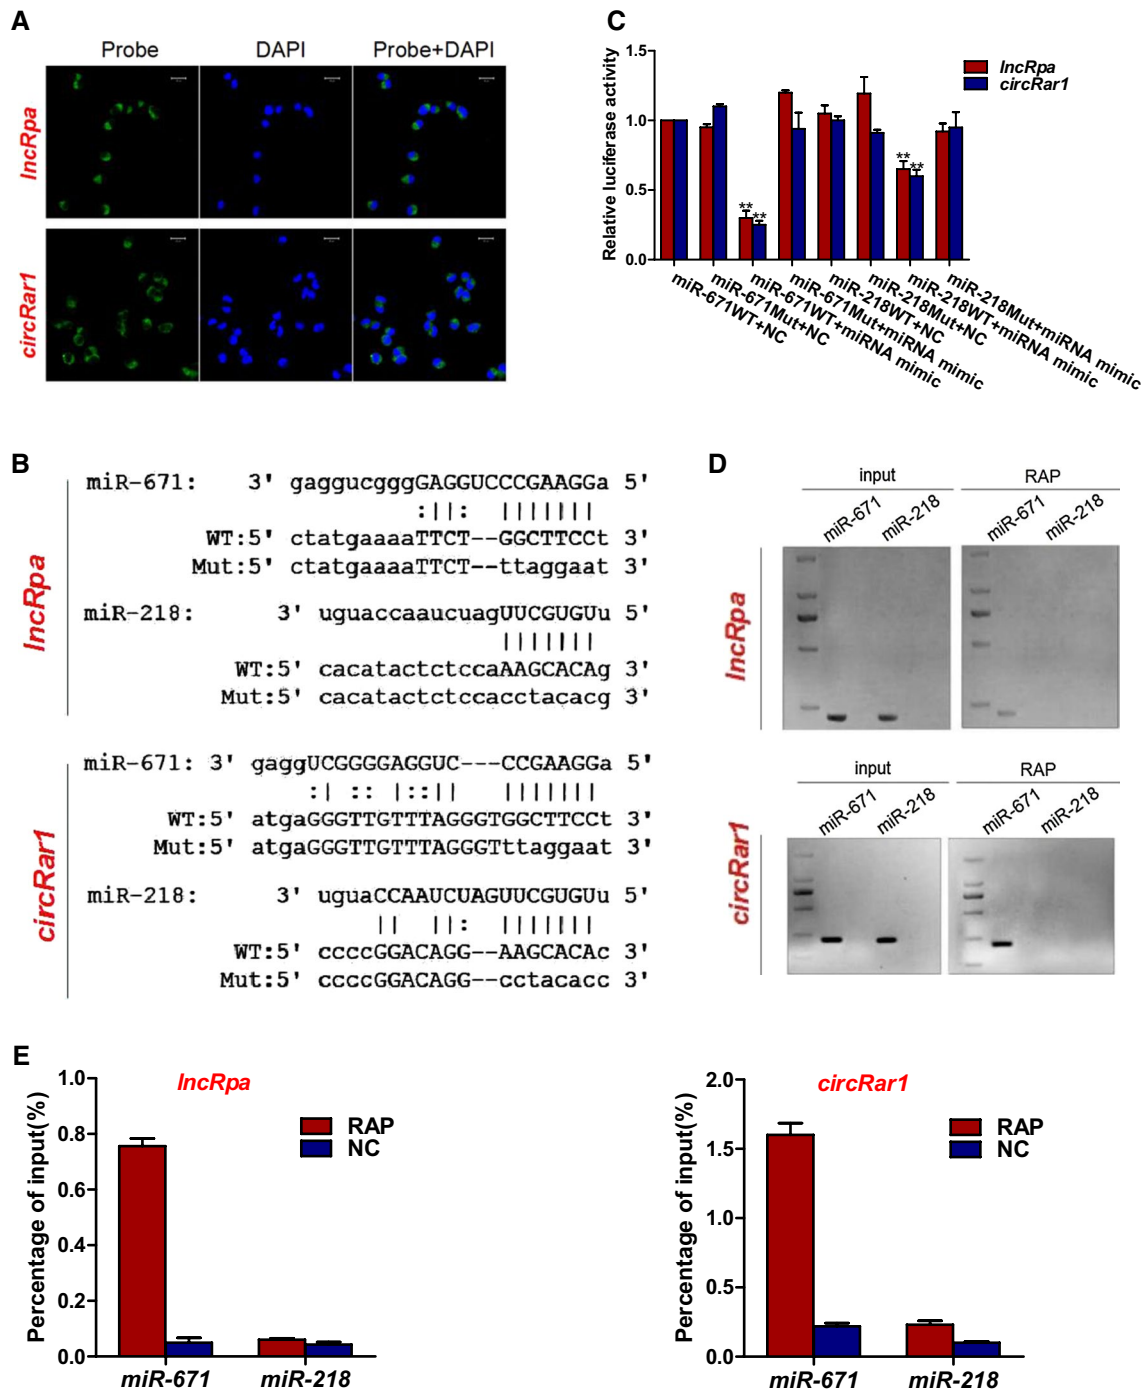 A
Probe DAPI Probe+DAPI
lncRpa
circRar1
C
Relative luciferase activity
1.5
1.0
0.5
0.0
lncRpa
circRar1
** **
** **
miR-671WT+NC
miR-671Mut+NC
miR-671WT+miRNA mimic
miR-671Mut+miRNA mimic
miR-218WT+NC
miR-218Mut+NC
miR-218WT+miRNA mimic
miR-218Mut+miRNA mimic
B
lncRpa
miR-671: 3' gaggucgggGAGGUCCCGAAGGa 5'
:||: |||||||
WT:5' ctatgaaaaTTCT--GGCTTCCt 3'
Mut:5' ctatgaaaaTTCT--ttaggaat 3'
miR-218: 3' uguaccaaucuagUUCGUGUu 5'
|||||||
WT:5' cacatactctccaAAGCACAg 3'
Mut:5' cacatactctccacctacacg 3'
circRar1
miR-671: 3' gaggUCGGGGAGGUC---CCGAAGGa 5'
:| :: |::|| |||||||
WT:5' atgaGGGTTGTTTAGGGTGGCTTCCt 3'
Mut:5' atgaGGGTTGTTTAGGGTttaggaat 3'
miR-218: 3' uguaCCAAUCUAGUUCGUGUu 5'
|| ||: |||||||
WT:5' ccccGGACAGG--AAGCACAc 3'
Mut:5' ccccGGACAGG--cctacacc 3'
D
input RAP
miR-671 miR-218 miR-671 miR-218
lncRpa
input RAP
miR-671 miR-218 miR-671 miR-218
circRar1
E
lncRpa
Percentage of input(%)
1.0
0.8
0.6
0.4
0.2
0.0
RAP
NC
miR-671 miR-218
circRar1
Percentage of input(%)
2.0
1.5
1.0
0.5
0.0
RAP
NC
miR-671 miR-218